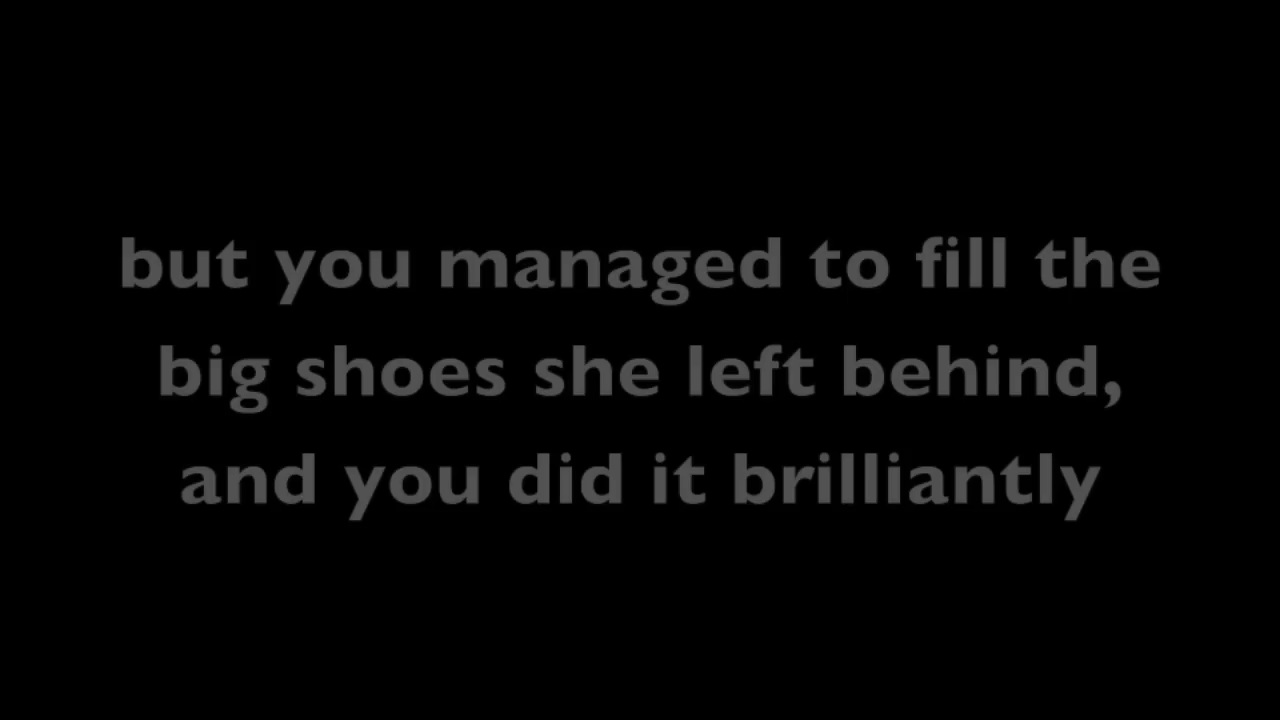 but you managed to fill the
big shoes she left behind,
and you did it brilliantly